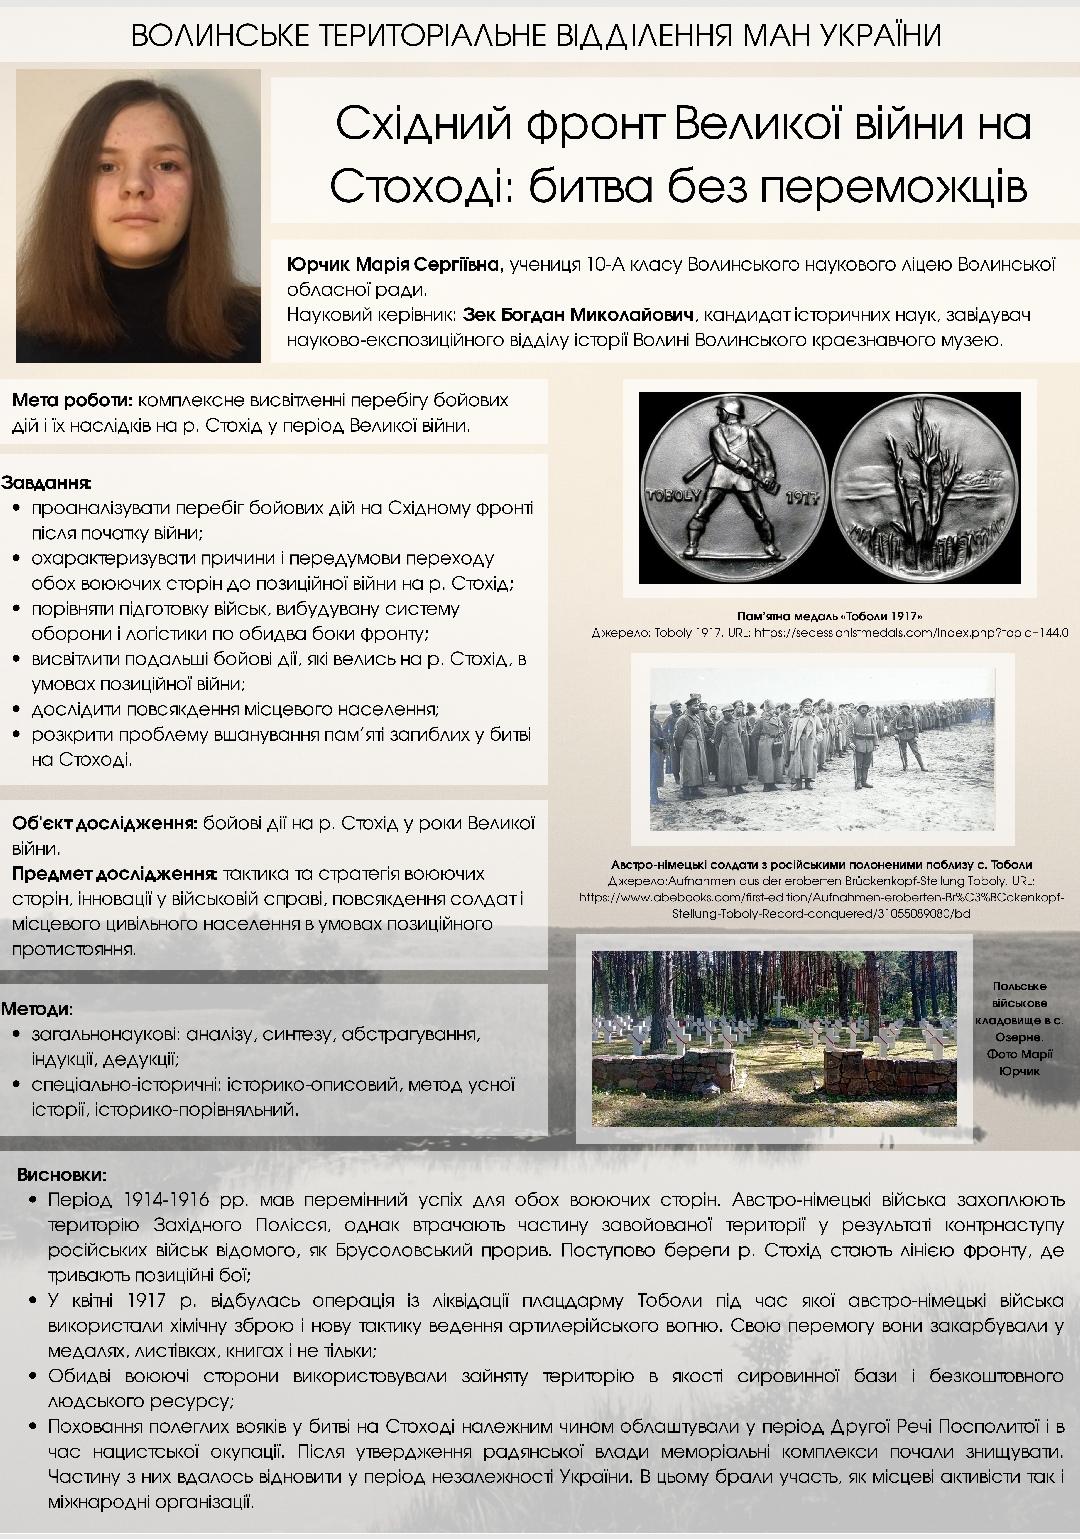 ВОЛИНСЬКЕ ТЕРИТОРІАЛЬНЕ ВІДДІЛЕННЯ МАН УКРАЇНИ
Східний фронт Великої війни на
Стоході: битва без переможців
Юрчик Марія Сергіївна, учениця 10-А класу Волинського наукового ліцею Волинської
обласної ради.
Науковий керівник: Зек Богдан Миколайович, кандидат історичних наук, завідувач
науково-експозиційного відділу історії Волині Волинського краєзнавчого музею.
Мета роботи: комплексне висвітленні перебігу бойових
дій і їх наслідків на р. Стохід у період Великої війни.
Завдання:
• проаналізувати перебіг бойових дій на Східному фронті
після початку війни;
• охарактеризувати причини і передумови переходу
обох воюючих сторін до позиційної війни на р. Стохід;
• порівняти підготовку військ, вибудувану систему
оборони і логістики по обидва боки фронту;
• висвітлити подальші бойові дії, які велись на р. Стохід, в
умовах позиційної війни;
• дослідити повсякдення місцевого населення;
• розкрити проблему вшанування пам'яті загиблих у битві
на Стоході.
Об'єкт дослідження: бойові дії на р. Стохід у роки Великої
війни.
Предмет дослідження: тактика та стратегія воюючих
сторін, інновації у військовій справі, повсякдення солдат і
місцевого цивільного населення в умовах позиційного
протистояння.
Методи:
• загальнонаукові: аналізу, синтезу, абстрагування,
індукції, дедукції;
• спеціально-історичні: історико-описовий, метод усної
історії, історико-порівняльний.
TOBOLY 1917
Пам'ятна медаль «Тоболи 1917»
Джерело: Toboly 1917. URL: https://secessionistmedals.com/index.php?topic=144.0
Австро-німецькі солдати з російськими полоненими поблизу с. Тоболи
Джерело:Aufnahmen aus der eroberten Brückenkopf-Stellung Toboly. URL:
https://www.abebooks.com/first-edition/Aufnahmen-eroberten-Br%C3%BCckenkopf-
Stellung-Toboly-Record-conquered/31055089080/bd
Польське
військове
кладовище в с.
Озерне.
Фото Марії
Юрчик
Висновки:
• Період 1914-1916 рр. мав перемінний успіх для обох воюючих сторін. Австро-німецькі війська захоплюють
територію Західного Полісся, однак втрачають частину завойованої території у результаті контрнаступу
російських військ відомого, як Брусоловський прорив. Поступово береги р. Стохід стають лінією фронту, де
тривають позиційні бої;
• У квітні 1917 р. відбулась операція із ліквідації плацдарму Тоболи під час якої австро-німецькі війська
використали хімічну зброю і нову тактику ведення артилерійського вогню. Свою перемогу вони закарбували у
медалях, листівках, книгах і не тільки;
• Обидві воюючі сторони використовували зайняту територію в якості сировинної бази і безкоштовного
людського ресурсу;
• Поховання полеглих вояків у битві на Стоході належним чином облаштували у період Другої Речі Посполитої і в
час нацистської окупації. Після утвердження радянської влади меморіальні комплекси почали знищувати.
Частину з них вдалось відновити у період незалежності України. В цьому брали участь, як місцеві активісти так і
міжнародні організації.